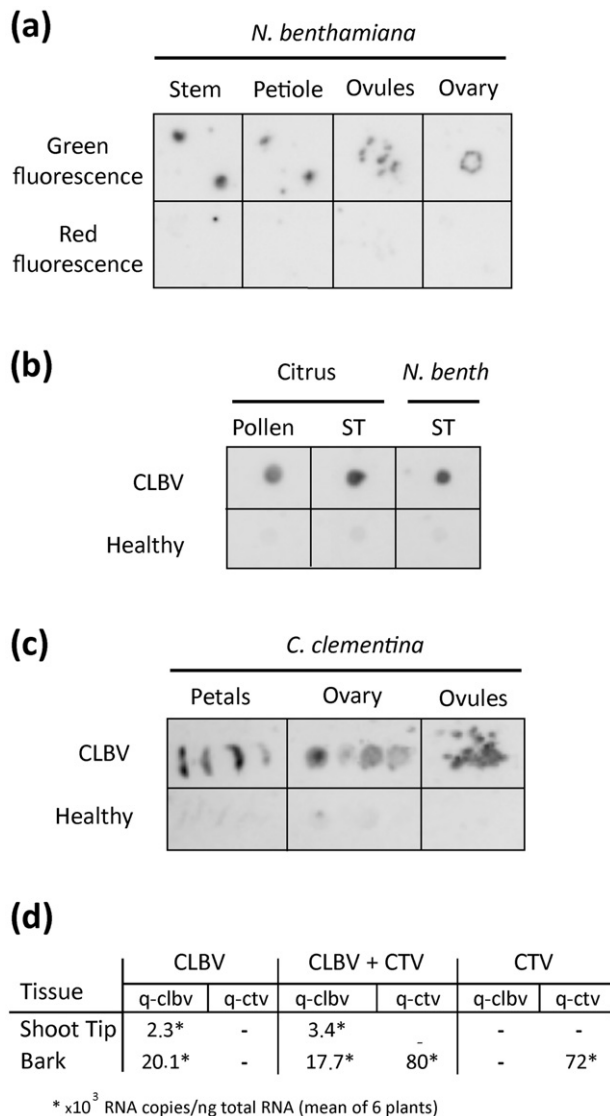 (a)
N. benthamiana
Stem Petiole Ovules Ovary
Green
fluorescence
Red
fluorescence
(b)
Citrus N. benth
Pollen ST ST
CLBV
Healthy
(c)
C. clementina
Petals Ovary Ovules
CLBV
Healthy
(d)
CLBV CLBV + CTV CTV
Tissue q-clbv q-ctv q-clbv q-ctv q-clbv q-ctv
Shoot Tip 2.3* - 3.4* - - -
Bark 20.1* - 17.7* 80* - 72*
* x10³ RNA copies/ng total RNA (mean of 6 plants)